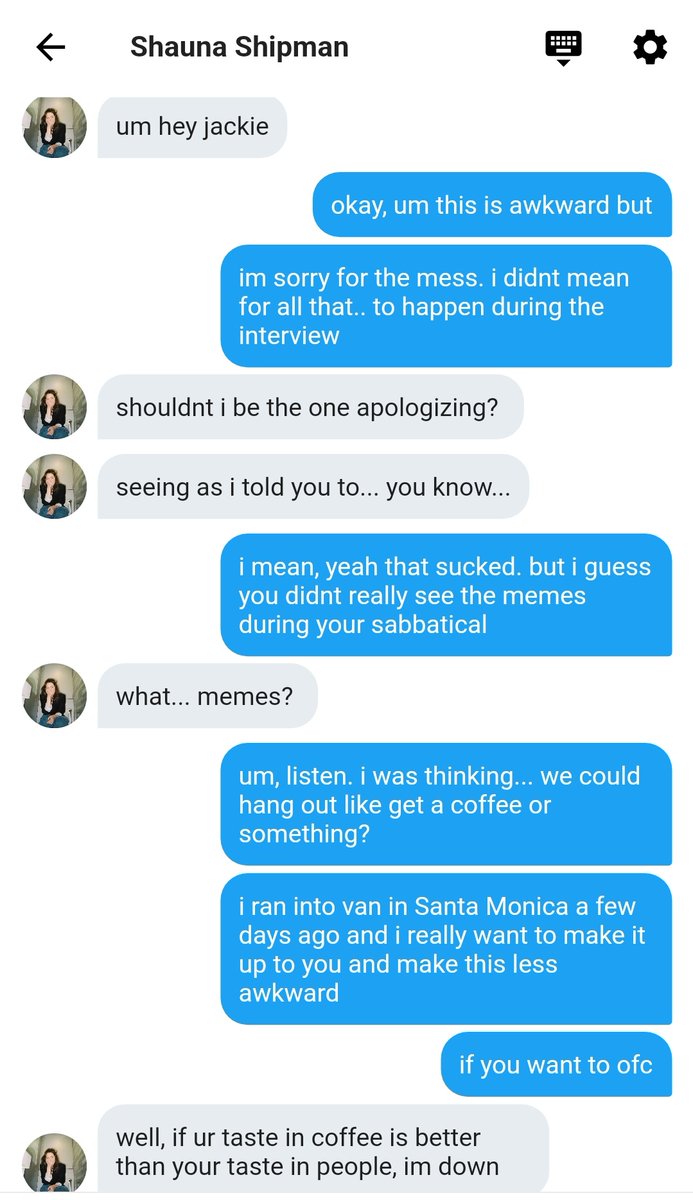 Shauna Shipman
um hey jackie
okay, um this is awkward but
im sorry for the mess. i didnt mean
for all that.. to happen during the
interview
shouldnt i be the one apologizing?
seeing as i told you to... you know...
i mean, yeah that sucked. but i guess
you didnt really see the memes
during your sabbatical
what... memes?
um, listen. i was thinking... we could
hang out like get a coffee or
something?
i ran into van in Santa Monica a few
days ago and i really want to make it
up to you and make this less
awkward
if you want to ofc
well, if ur taste in coffee is better
than your taste in people, im down